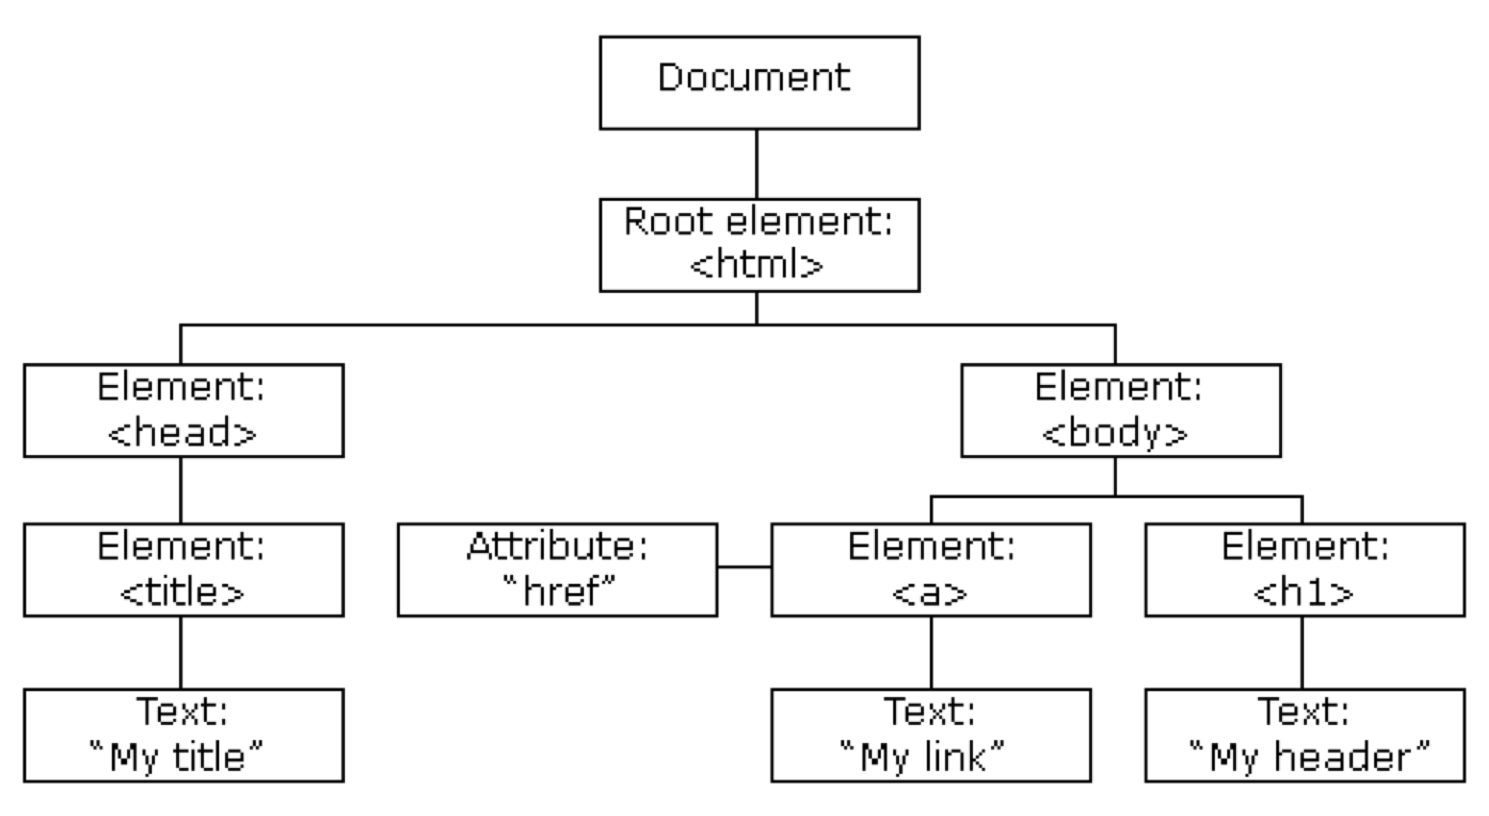 Document
Root element:
<html>
Element:
<head>
Element:
<body>
Element:
<title>
Attribute:
“href”
Element:
<a>
Element:
<h1>
Text:
“My title”
Text:
“My link”
Text:
“My header”